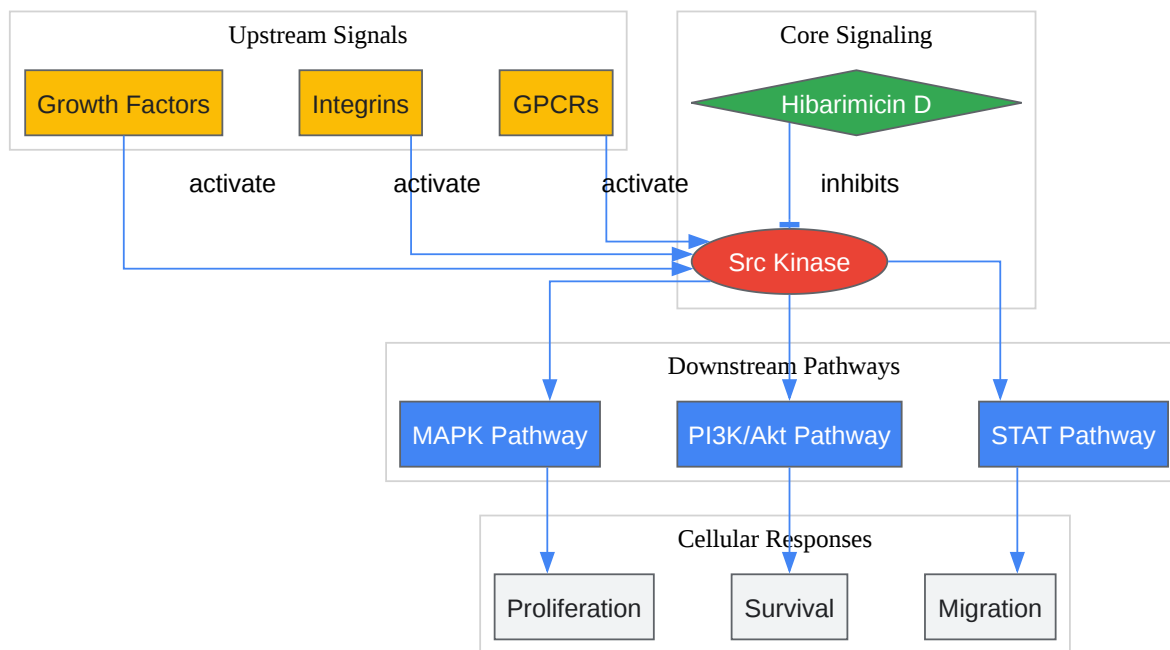 Upstream Signals
Core Signaling
Growth Factors
Integrins
GPCRs
Hibarimicin D
activate
activate
activate
inhibits
Src Kinase
Downstream Pathways
MAPK Pathway
PI3K/Akt Pathway
STAT Pathway
Cellular Responses
Proliferation
Survival
Migration